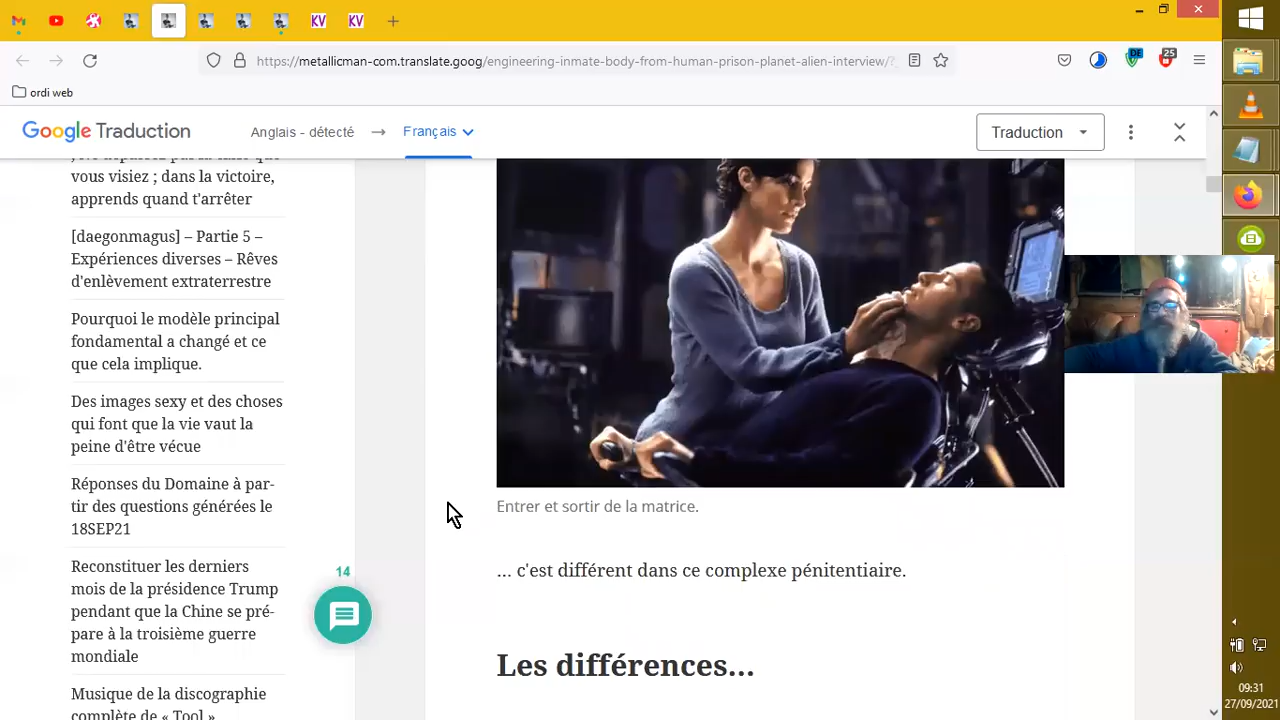 KV
KV
https://metallicman-com.translate.goog/engineering-inmate-body-from-human-prison-planet-alien-interview/?
DE
25
ordi web
Google Traduction
Anglais - détecté
Français
Traduction
vous visiez ; dans la victoire,
apprends quand t'arrêter
[daegonmagus] – Partie 5 –
Expériences diverses – Rêves
d'enlèvement extraterrestre
Pourquoi le modèle principal
fondamental a changé et ce
que cela implique.
Des images sexy et des choses
qui font que la vie vaut la
peine d'être vécue
Réponses du Domaine à par-
tir des questions générées le
18SEP21
Reconstituer les derniers
mois de la présidence Trump
pendant que la Chine se pré-
pare à la troisième guerre
mondiale
Musique de la discographie
complète de « Tool »
14
Entrer et sortir de la matrice.
... c'est différent dans ce complexe pénitentiaire.
Les différences...
09:31
27/09/2021